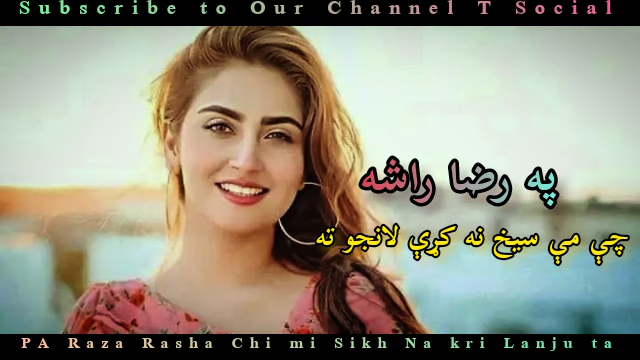 Subscribe to Our Channel T Social
په رضا راشه
چې مې سيخ نه کړې لانجو ته
PA Raza Rasha Chi mi Sikh Na kri Lanju ta